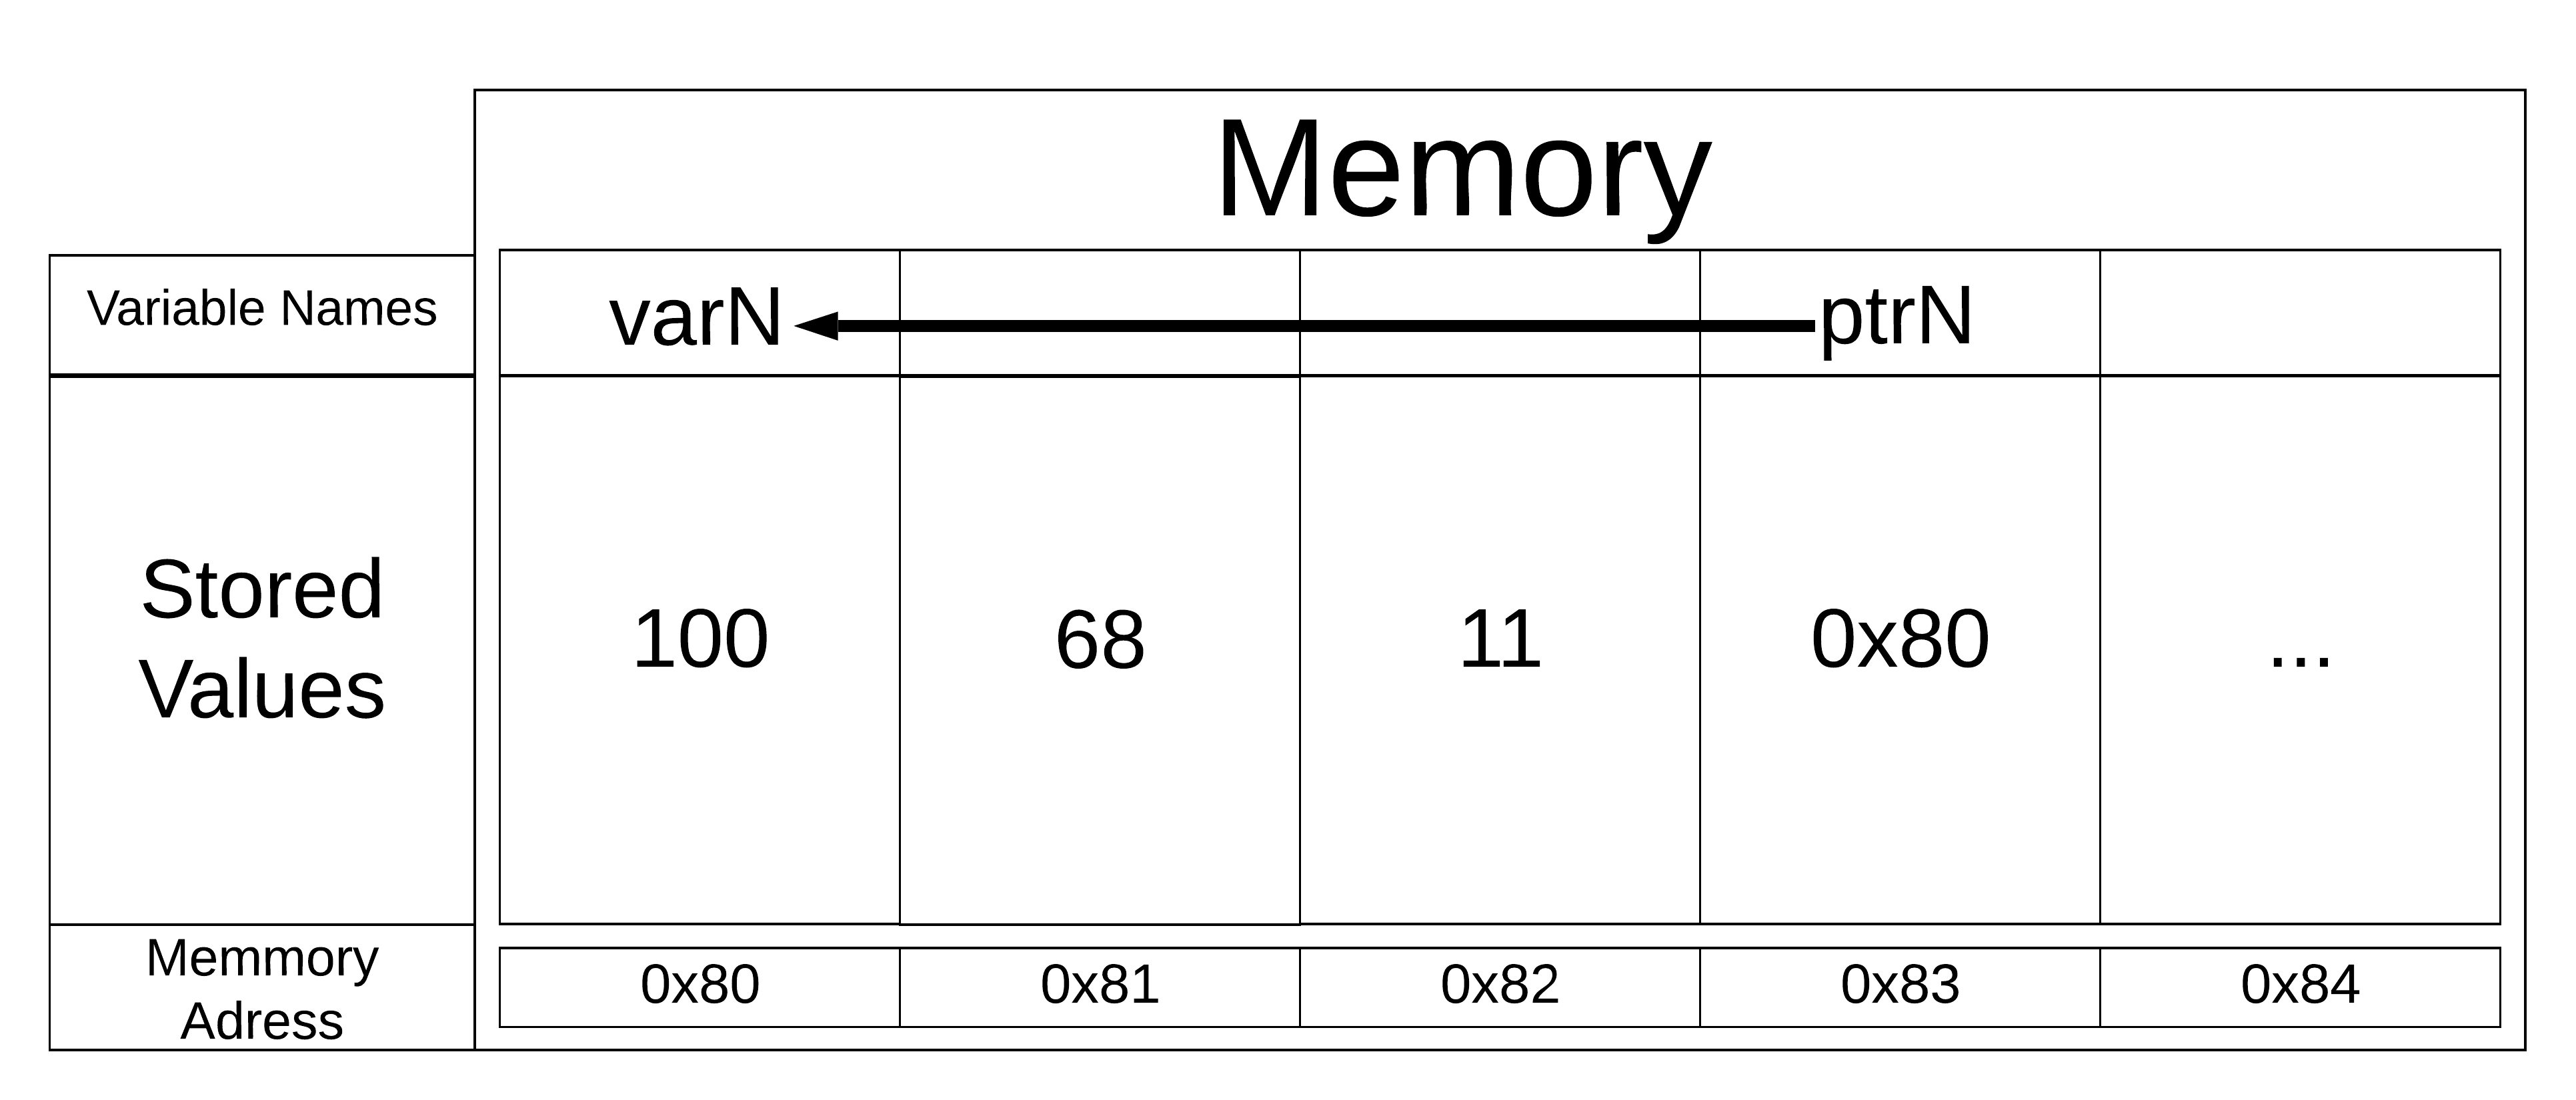 Memory
Variable Names
varN
ptrN
Stored
Values
100
68
11
0x80
...
Memmory
Adress
0x80
0x81
0x82
0x83
0x84